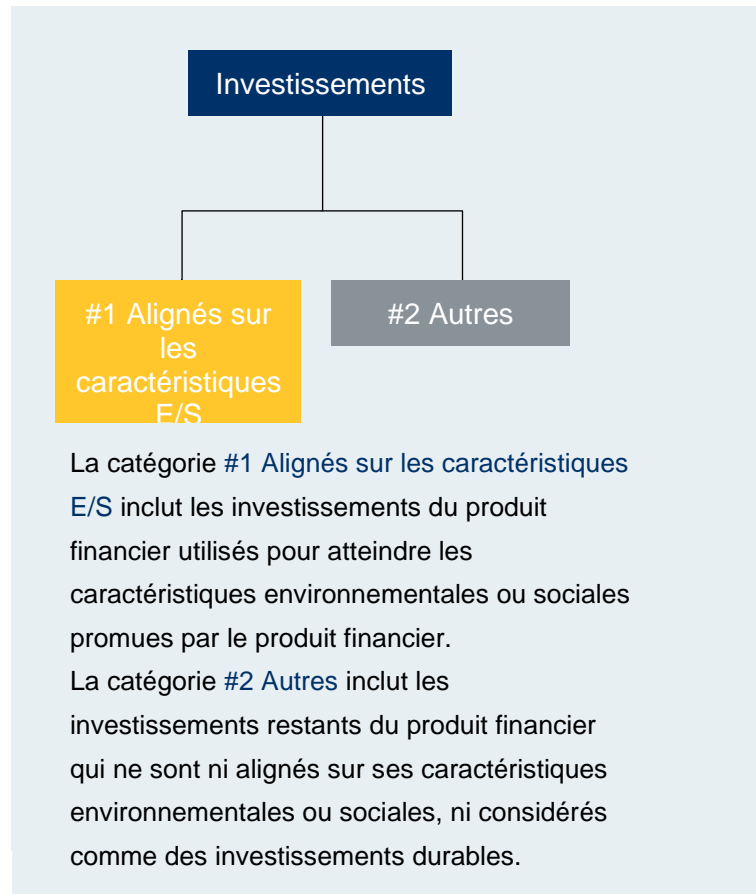 Investissements
#1 Alignés sur
les
caractéristiques
E/S
#2 Autres
La catégorie #1 Alignés sur les caractéristiques
E/S inclut les investissements du produit
financier utilisés pour atteindre les
caractéristiques environnementales ou sociales
promues par le produit financier.
La catégorie #2 Autres inclut les
investissements restants du produit financier
qui ne sont ni alignés sur ses caractéristiques
environnementales ou sociales, ni considérés
comme des investissements durables.